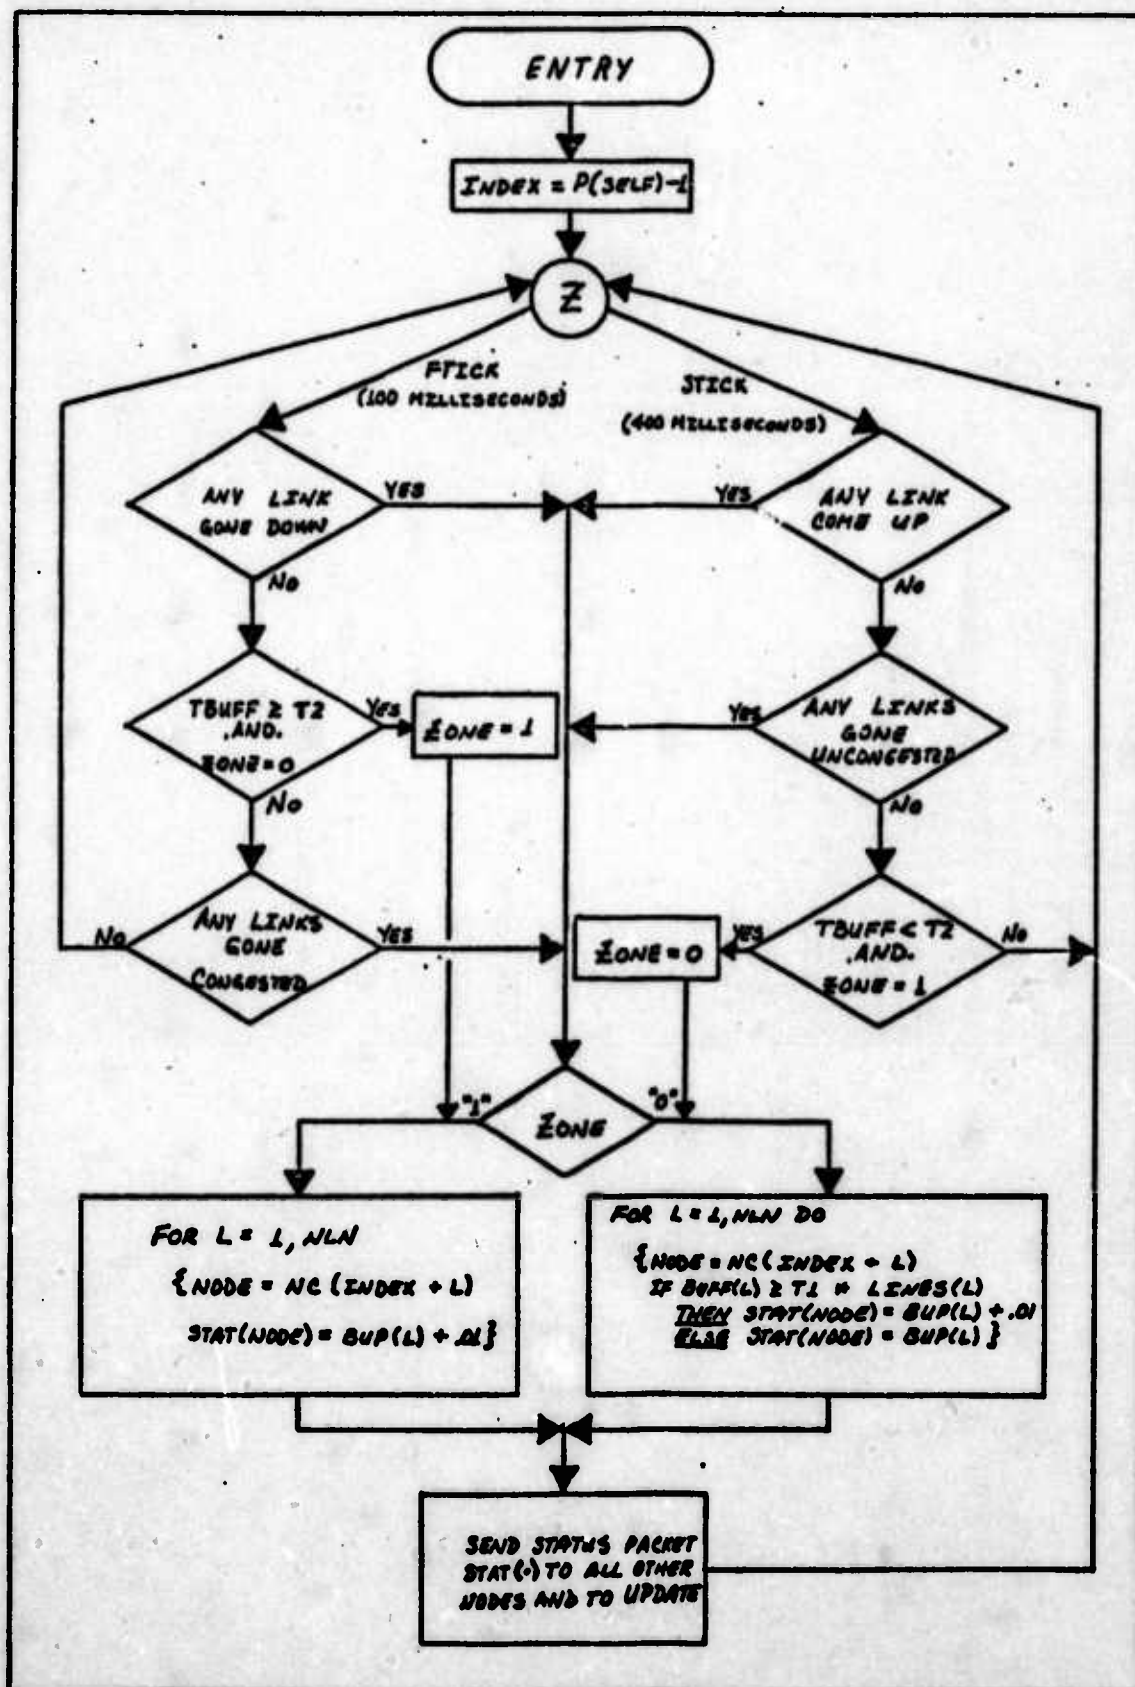 ENTRY
INDEX = P(SELF)-1
Z
FTICK
(100 MILLISECONDS)
STICK
(400 MILLISECONDS)
ANY LINK
GONE DOWN
YES
YES
ANY LINK
COME UP
No
No
TBUFF ≥ T2
.AND.
ZONE=0
YES
ZONE = 1
YES
ANY LINKS
GONE
UNCONGESTED
No
No
No
ANY LINKS
GONE
CONGESTED
YES
ZONE = 0
YES
TBUFF < T2
.AND.
ZONE = 1
No
"1"
ZONE
"0"
FOR L = 1, NLN
{NODE = NC (INDEX + L)
STAT(NODE) = BUP(L) + .01}
FOR L = 1, NLN DO
{NODE = NC(INDEX + L)
IF BUFF(L) ≥ T1 * LINES(L)
THEN STAT(NODE) = BUP(L) + .01
ELSE STAT(NODE) = BUP(L) }
SEND STATUS PACKET
STAT(·) TO ALL OTHER
NODES AND TO UPDATE